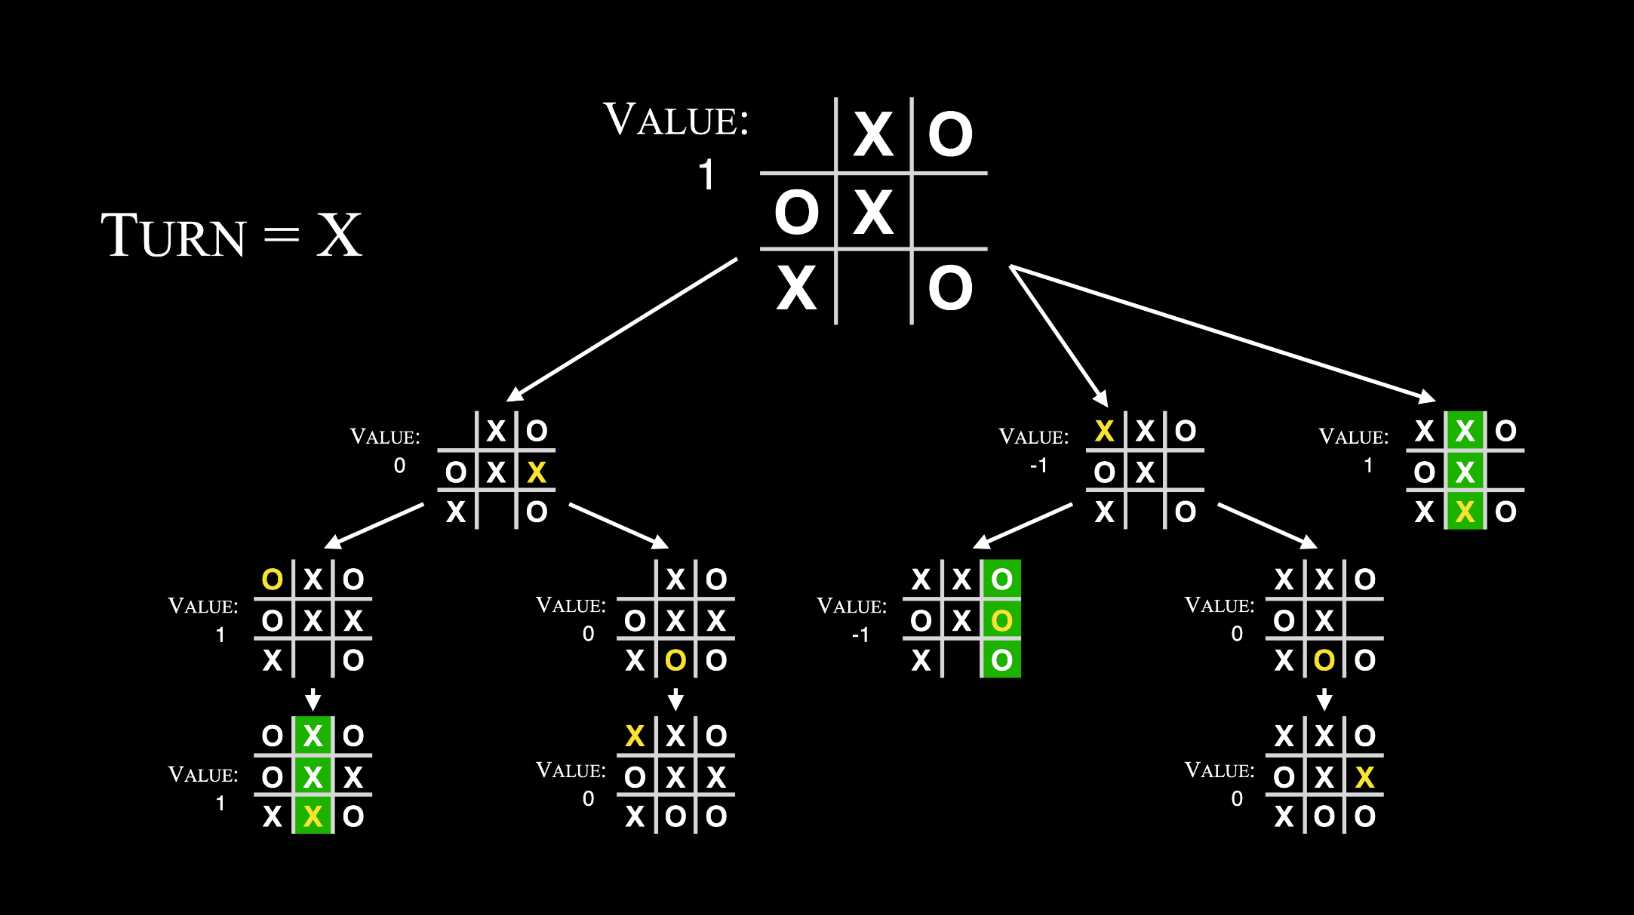 VALUE:
1
TURN = X
X O
O X
X O
VALUE:
0
X O
O X X
X O
VALUE:
-1
X X O
O X
X O
VALUE:
1
X X O
O X
X X O
VALUE:
1
O X O
O X X
X O
VALUE:
0
X O
O X X
X O O
VALUE:
-1
X X O
O X O
X O
VALUE:
0
X X O
O X
X O O
VALUE:
1
O X O
O X X
X X O
VALUE:
0
X X O
O X X
X O O
VALUE:
0
X X O
O X X
X O O